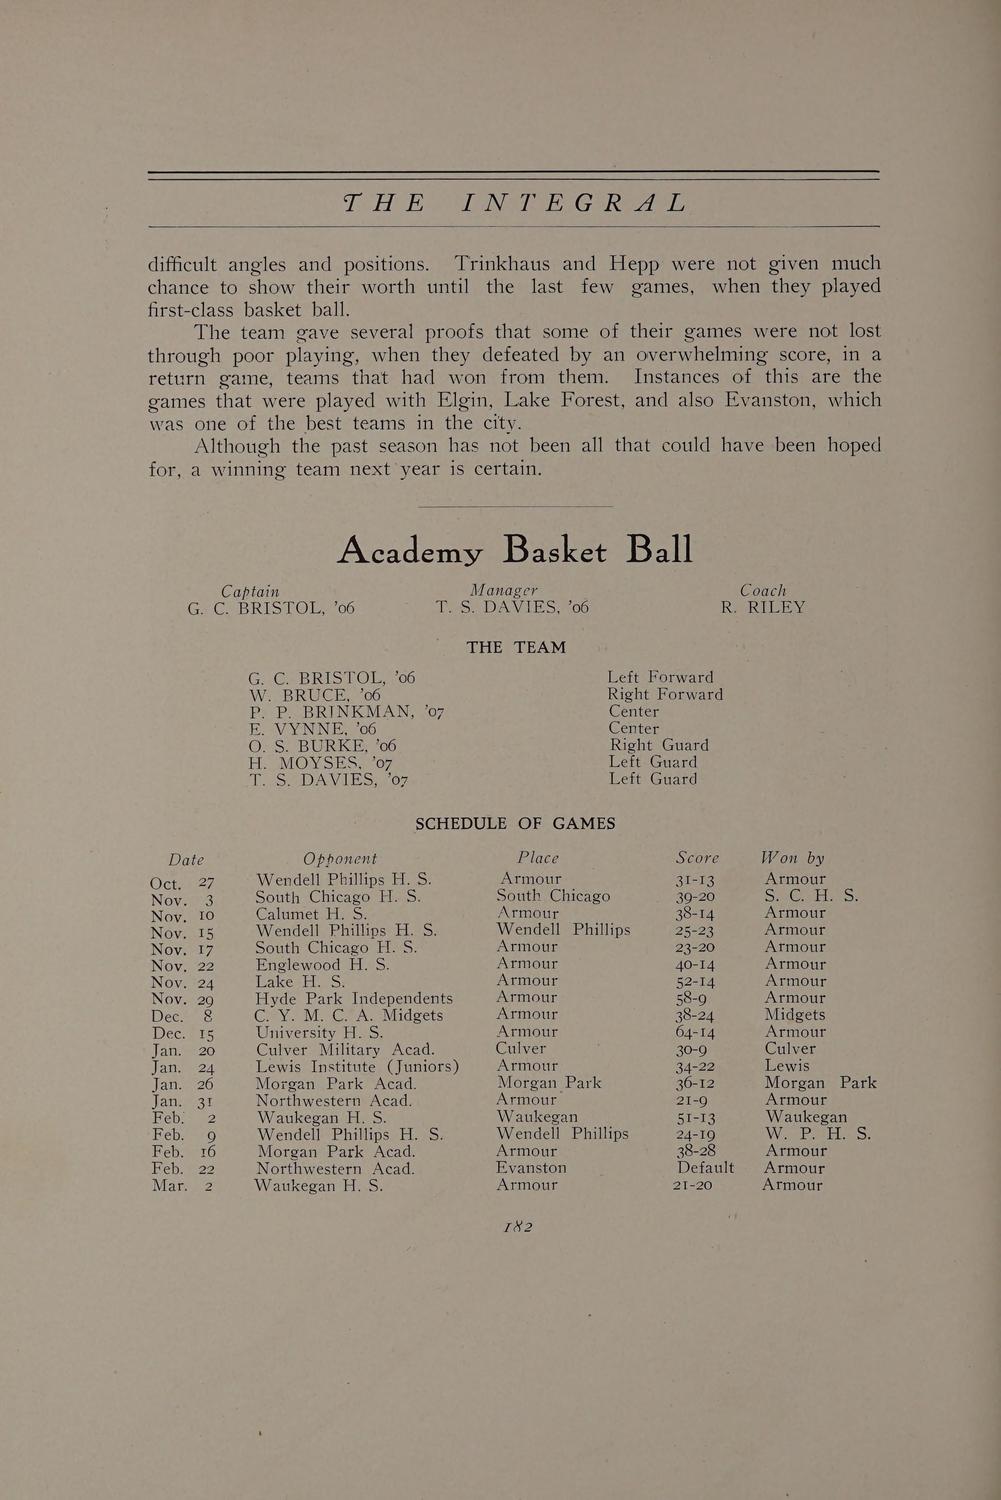 THE INTEGRAL
difficult angles and positions. Trinkhaus and Hepp were not given much
chance to show their worth until the last few games, when they played
first-class basket ball.
The team gave several proofs that some of their games were not lost
through poor playing, when they defeated by an overwhelming score, in a
return game, teams that had won from them. Instances of this are the
games that were played with Elgin, Lake Forest, and also Evanston, which
was one of the best teams in the city.
Although the past season has not been all that could have been hoped
for, a winning team next year is certain.
Academy Basket Ball
Captain Manager Coach
G. C. BRISTOL, ’06 T. S. DAVIES, ’06 R. RILEY
THE TEAM
G. C. BRISTOL, ’06 Left Forward
W. BRUCE, ’06 Right Forward
P. P. BRINKMAN, ’07 Center
E. VYNNE, ’06 Center
O. S. BURKE, ’06 Right Guard
H. MOYSES, ’07 Left Guard
T. S. DAVIES, ’07 Left Guard
SCHEDULE OF GAMES
Date Opponent Place Score Won by
Oct. 27 Wendell Phillips H. S. Armour 31-13 Armour
Nov. 3 South Chicago H. S. South Chicago 39-20 S. C. H. S.
Nov. 10 Calumet H. S. Armour 38-14 Armour
Nov. 15 Wendell Phillips H. S. Wendell Phillips 25-23 Armour
Nov. 17 South Chicago H. S. Armour 23-20 Armour
Nov. 22 Englewood H. S. Armour 40-14 Armour
Nov. 24 Lake H. S. Armour 52-14 Armour
Nov. 29 Hyde Park Independents Armour 58-9 Armour
Dec. 8 C. Y. M. C. A. Midgets Armour 38-24 Midgets
Dec. 15 University H. S. Armour 64-14 Armour
Jan. 20 Culver Military Acad. Culver 30-9 Culver
Jan. 24 Lewis Institute (Juniors) Armour 34-22 Lewis
Jan. 26 Morgan Park Acad. Morgan Park 36-12 Morgan Park
Jan. 31 Northwestern Acad. Armour 21-9 Armour
Feb. 2 Waukegan H. S. Waukegan 51-13 Waukegan
Feb. 9 Wendell Phillips H. S. Wendell Phillips 24-19 W. P. H. S.
Feb. 16 Morgan Park Acad. Armour 38-28 Armour
Feb. 22 Northwestern Acad. Evanston Default Armour
Mar. 2 Waukegan H. S. Armour 21-20 Armour
182